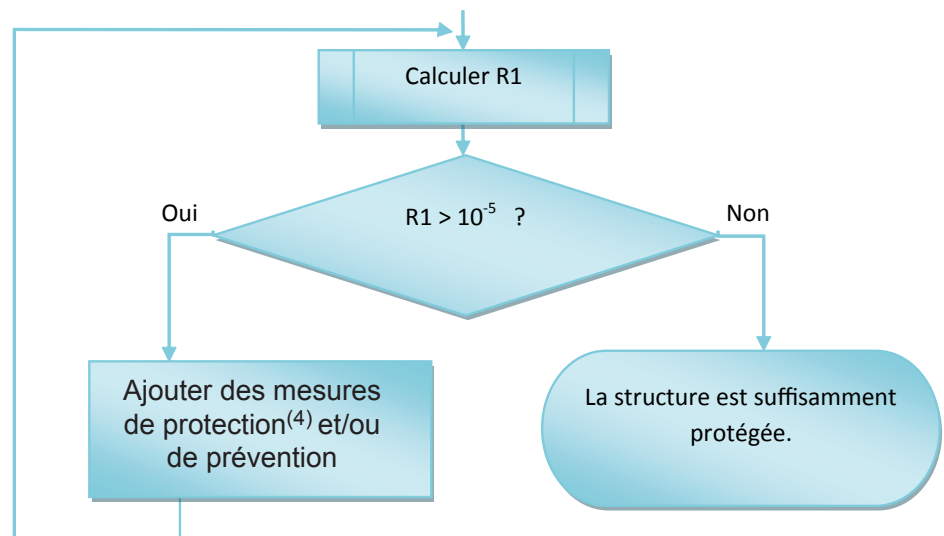 Calculer R1
Oui
R1 > 10⁻⁵ ?
Non
Ajouter des mesures
de protection⁽⁴⁾ et/ou
de prévention
La structure est suffisamment
protégée.